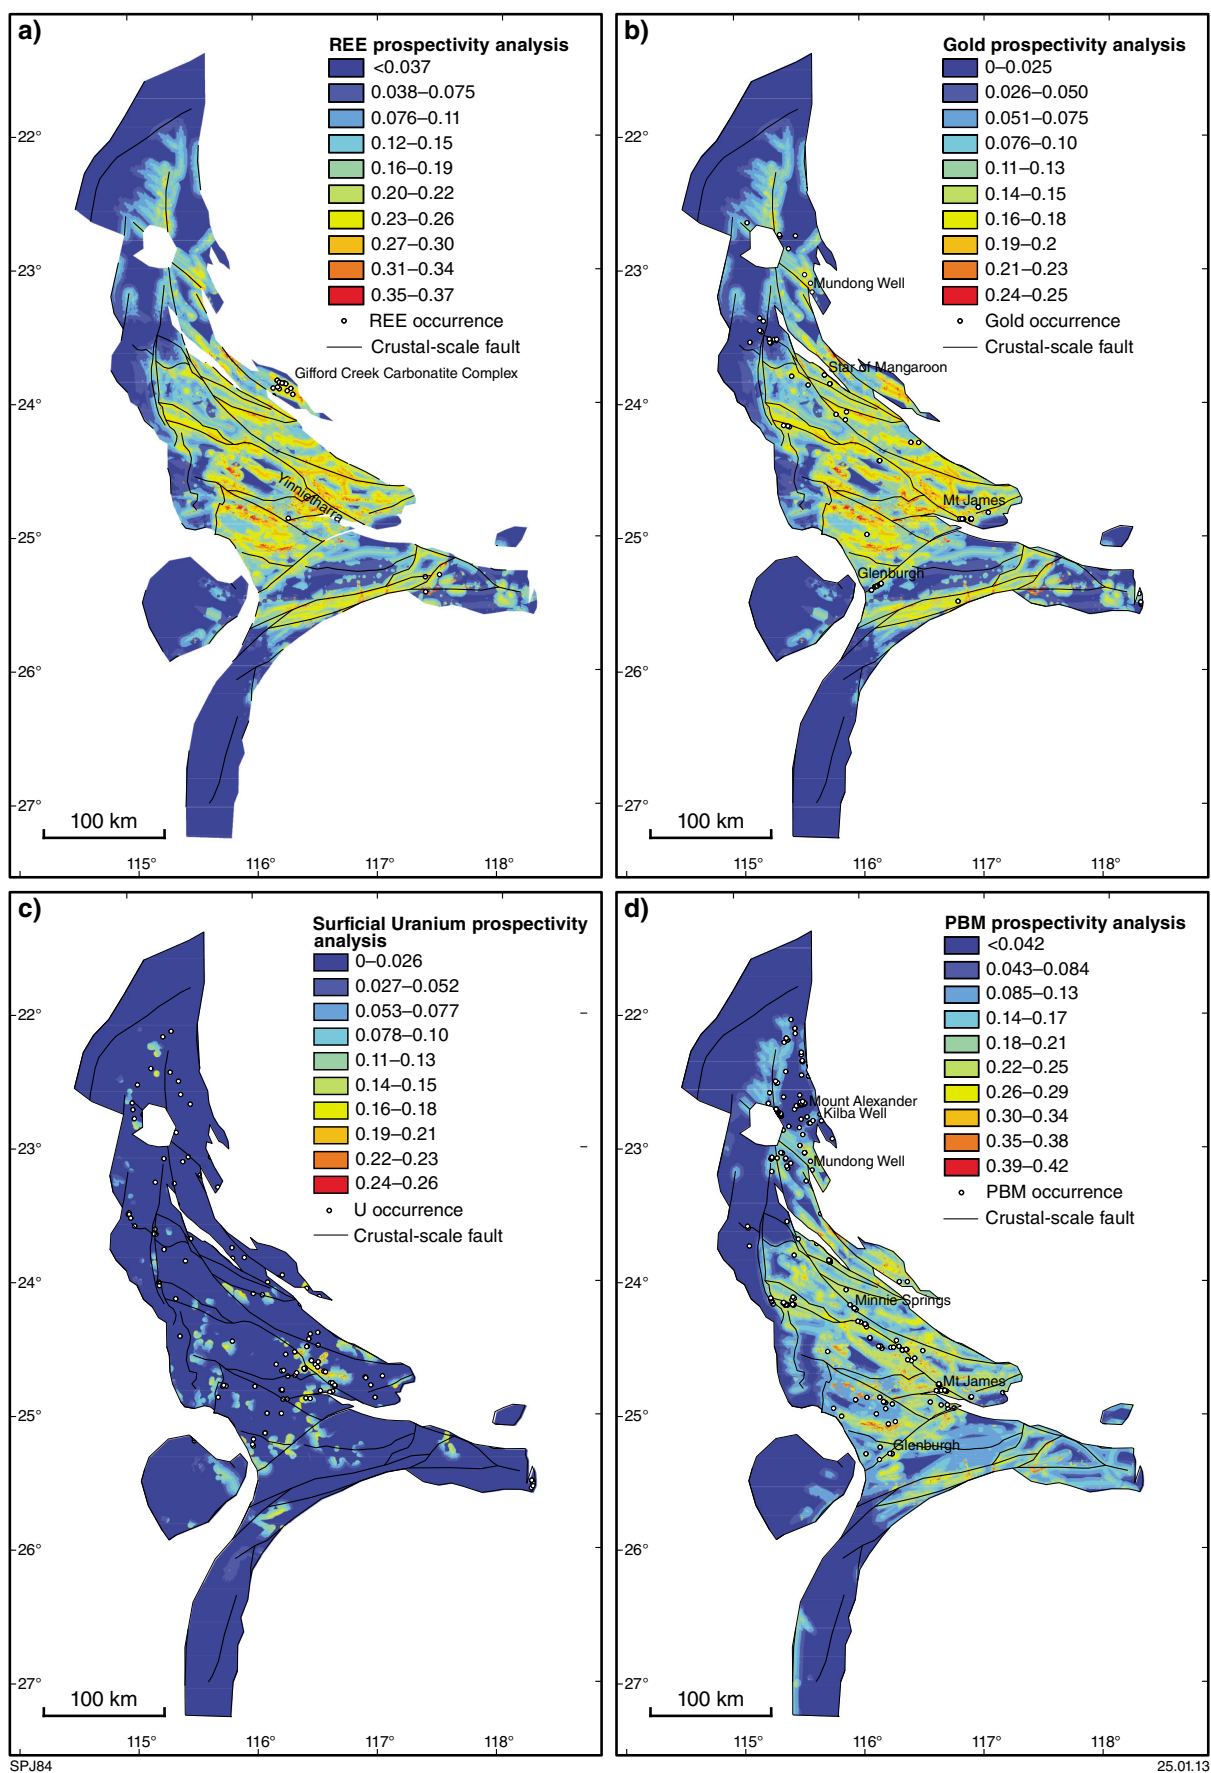 a)
REE prospectivity analysis
<0.037
0.038–0.075
0.076–0.11
0.12–0.15
0.16–0.19
0.20–0.22
0.23–0.26
0.27–0.30
0.31–0.34
0.35–0.37
REE occurrence
Crustal-scale fault
Gifford Creek Carbonatite Complex
Yinnietharra
22°
23°
24°
25°
26°
27°
100 km
115°
116°
117°
118°
b)
Gold prospectivity analysis
0–0.025
0.026–0.050
0.051–0.075
0.076–0.10
0.11–0.13
0.14–0.15
0.16–0.18
0.19–0.2
0.21–0.23
0.24–0.25
Gold occurrence
Crustal-scale fault
Mundong Well
Star of Mangaroon
Mt James
Glenburgh
22°
23°
24°
25°
26°
27°
100 km
115°
116°
117°
118°
c)
Surficial Uranium prospectivity
analysis
0–0.026
0.027–0.052
0.053–0.077
0.078–0.10
0.11–0.13
0.14–0.15
0.16–0.18
0.19–0.21
0.22–0.23
0.24–0.26
U occurrence
Crustal-scale fault
22°
23°
24°
25°
26°
27°
100 km
115°
116°
117°
118°
d)
PBM prospectivity analysis
<0.042
0.043–0.084
0.085–0.13
0.14–0.17
0.18–0.21
0.22–0.25
0.26–0.29
0.30–0.34
0.35–0.38
0.39–0.42
PBM occurrence
Crustal-scale fault
Mount Alexander
Kilba Well
Mundong Well
Minnie Springs
Mt James
Glenburgh
22°
23°
24°
25°
26°
27°
100 km
115°
116°
117°
118°
SPJ84
25.01.13